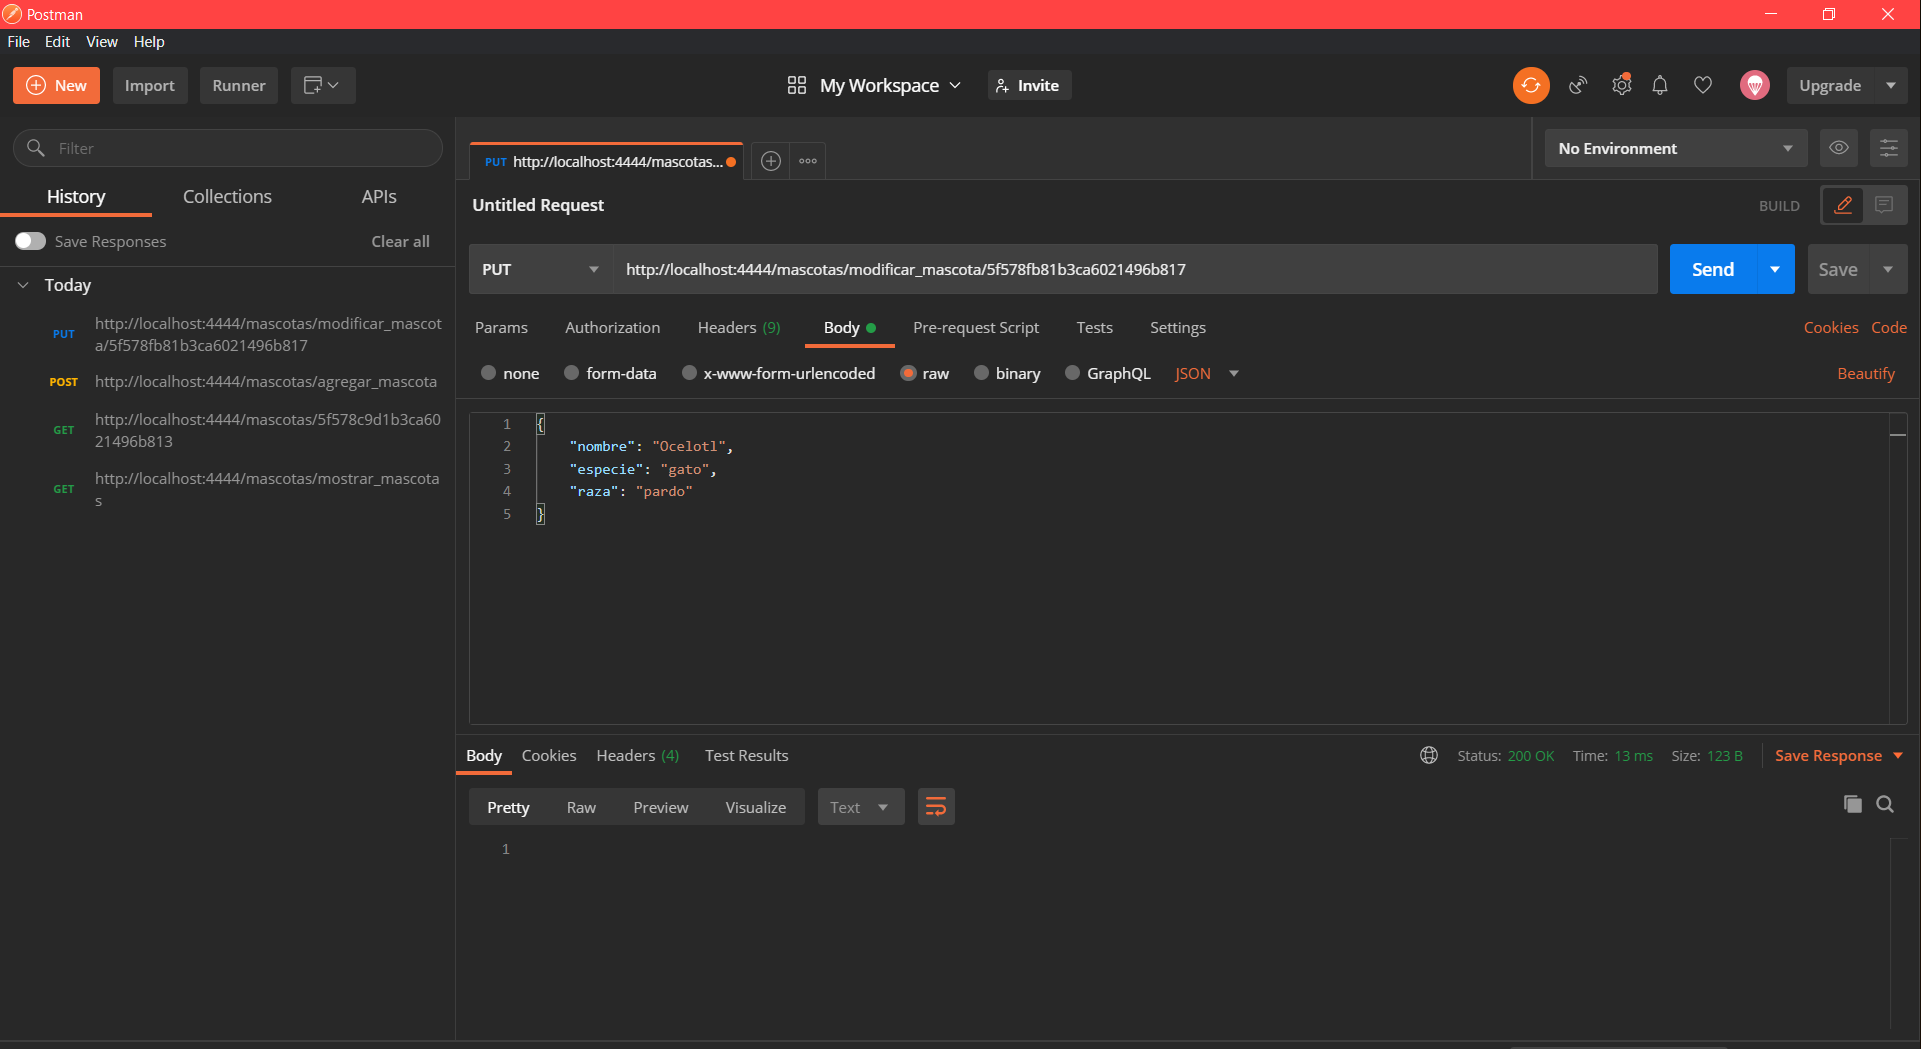 Postman
File Edit View Help
New Import Runner My Workspace Invite Upgrade
Filter
History Collections APIs
Save Responses Clear all
Today
PUT http://localhost:4444/mascotas/modificar_mascot
a/5f578fb81b3ca6021496b817
POST http://localhost:4444/mascotas/agregar_mascota
GET http://localhost:4444/mascotas/5f578c9d1b3ca60
21496b813
GET http://localhost:4444/mascotas/mostrar_mascota
s
PUT http://localhost:4444/mascotas...
No Environment
Untitled Request BUILD
PUT http://localhost:4444/mascotas/modificar_mascota/5f578fb81b3ca6021496b817 Send Save
Params Authorization Headers (9) Body Pre-request Script Tests Settings Cookies Code
none form-data x-www-form-urlencoded raw binary GraphQL JSON Beautify
1 {
2 "nombre": "Ocelotl",
3 "especie": "gato",
4 "raza": "pardo"
5 }
Body Cookies Headers (4) Test Results Status: 200 OK Time: 13 ms Size: 123 B Save Response
Pretty Raw Preview Visualize Text
1